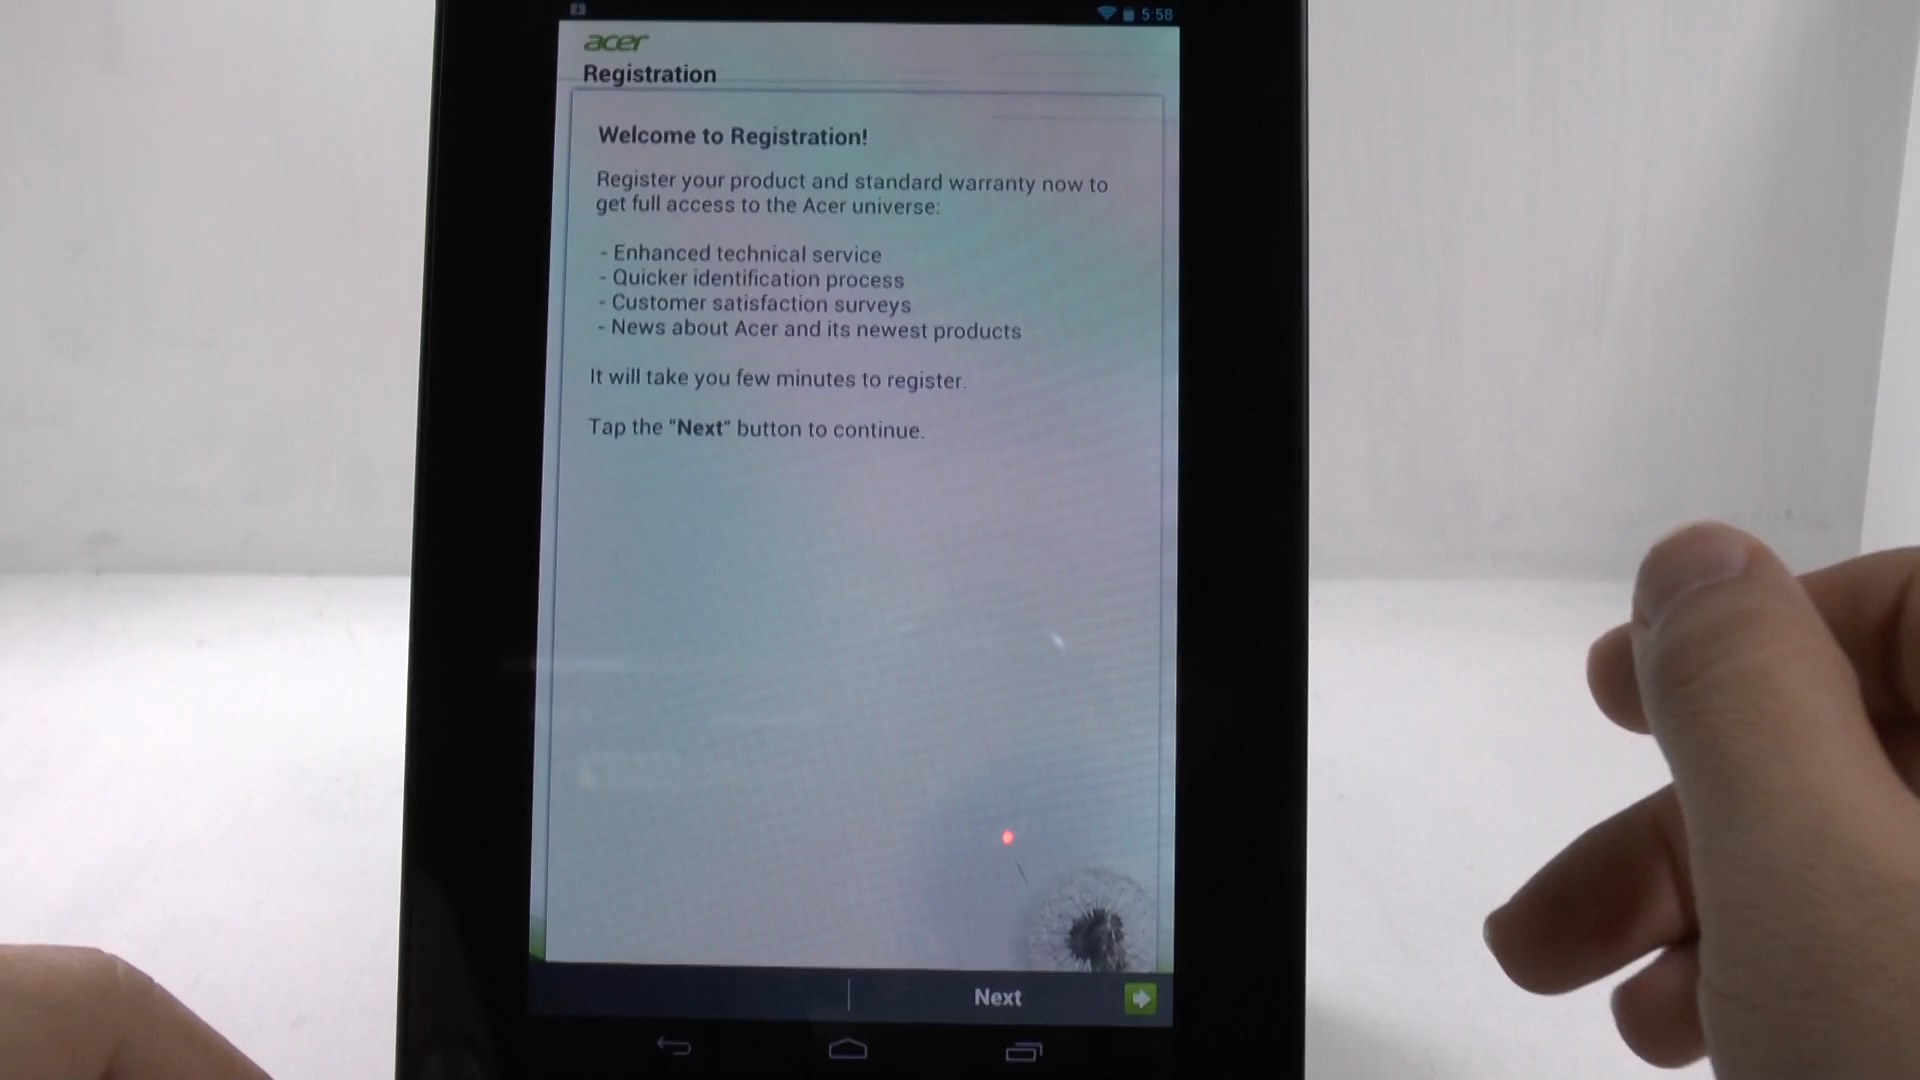 5:58
acer
Registration
Welcome to Registration!
Register your product and standard warranty now to
get full access to the Acer universe:
- Enhanced technical service
- Quicker identification process
- Customer satisfaction surveys
- News about Acer and its newest products
It will take you few minutes to register.
Tap the "Next" button to continue.
Next